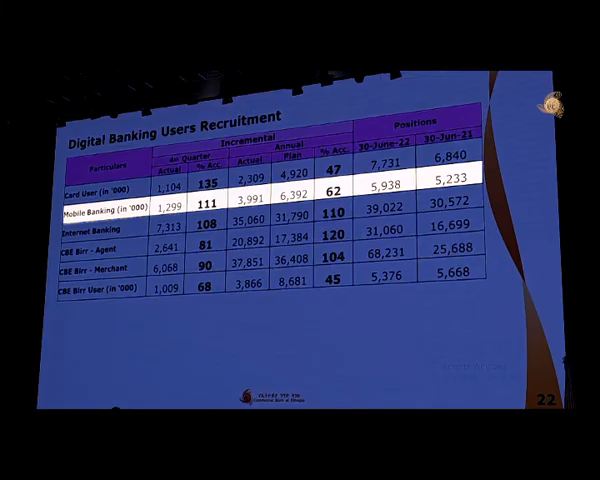 Digital Banking Users Recruitment
Particulars Incremental Positions
4th Quarter Annual 30-June-22 30-Jun-21
Actual % Acc. Actual Plan % Acc.
Card User (in '000) 1,104 135 2,309 4,920 47 7,731 6,840
Mobile Banking (in '000) 1,299 111 3,991 6,392 62 5,938 5,233
Internet Banking 7,313 108 35,060 31,790 110 39,022 30,572
CBE Birr - Agent 2,641 81 20,892 17,384 120 31,060 16,699
CBE Birr - Merchant 6,068 90 37,851 36,408 104 68,231 25,688
CBE Birr User (in '000) 1,009 68 3,866 8,681 45 5,376 5,668
Commercial Bank of Ethiopia
22